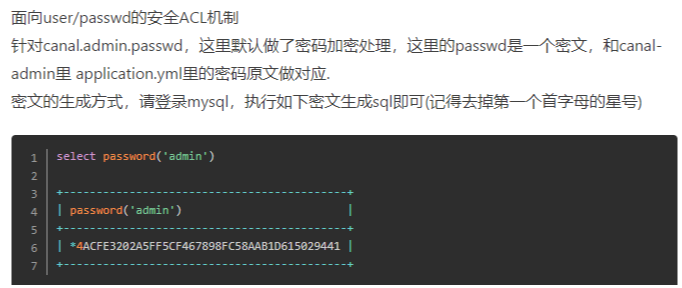 面向user/passwd的安全ACL机制
针对canal.admin.passwd，这里默认做了密码加密处理，这里的passwd是一个密文，和canal-
admin里 application.yml里的密码原文做对应.
密文的生成方式，请登录mysql，执行如下密文生成sql即可(记得去掉第一个首字母的星号)
1 select password('admin')
2
3 +-------------------------------------------+
4 | password('admin')                         |
5 +-------------------------------------------+
6 | *4ACFE3202A5FF5CF467898FC58AAB1D615029441 |
7 +-------------------------------------------+